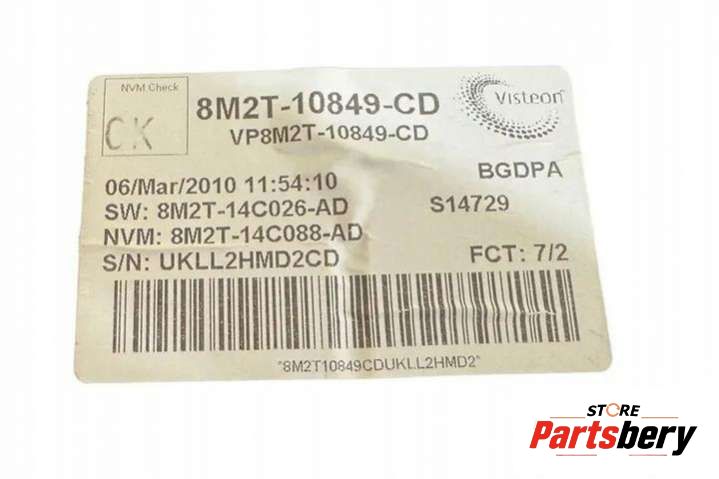 NVM Check
OK
8M2T-10849-CD
VP8M2T-10849-CD
Visteon
BGDPA
06/Mar/2010 11:54:10
SW: 8M2T-14C026-AD
S14729
NVM: 8M2T-14C088-AD
S/N: UKLL2HMD2CD
FCT: 7/2
"8M2T10849CDUKLL2HMD2"
STORE
Partsbery